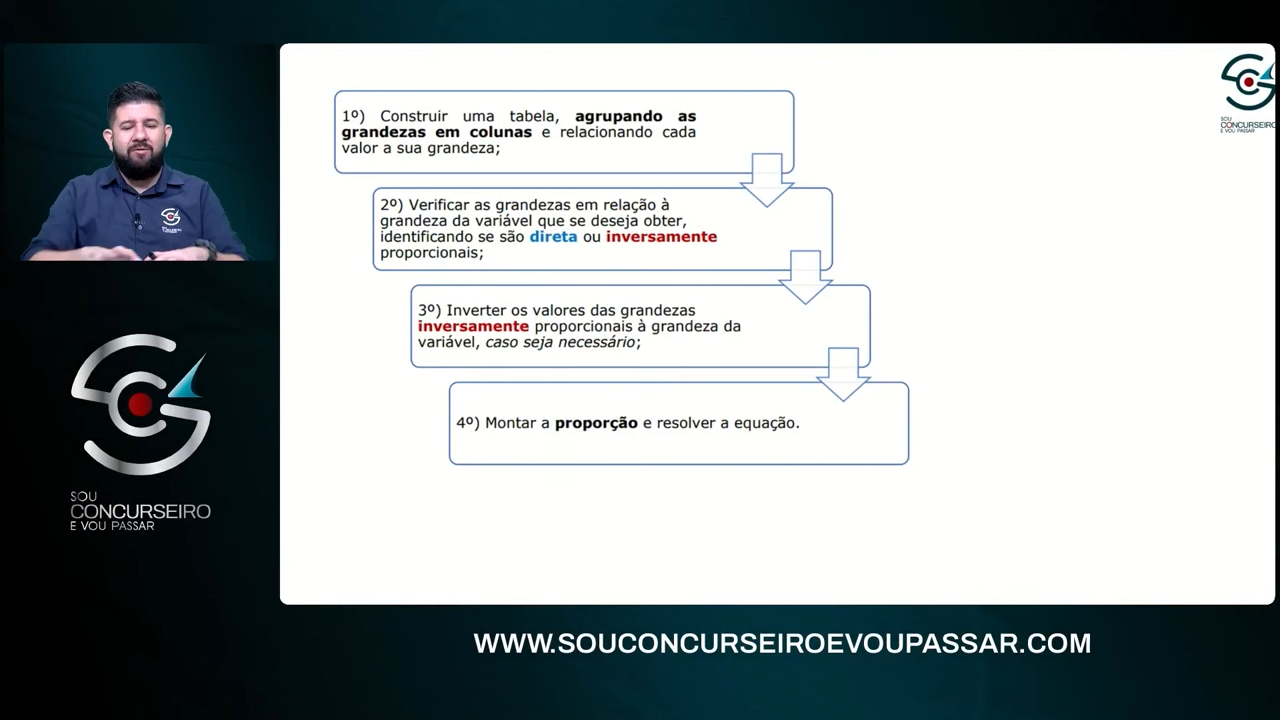 1º) Construir uma tabela, agrupando as
grandezas em colunas e relacionando cada
valor a sua grandeza;
2º) Verificar as grandezas em relação à
grandeza da variável que se deseja obter,
identificando se são direta ou inversamente
proporcionais;
3º) Inverter os valores das grandezas
inversamente proporcionais à grandeza da
variável, caso seja necessário;
4º) Montar a proporção e resolver a equação.
SOU
CONCURSEIRO
E VOU PASSAR
SOU
CONCURSEIRO
E VOU PASSAR
WWW.SOUCONCURSEIROEVOUPASSAR.COM